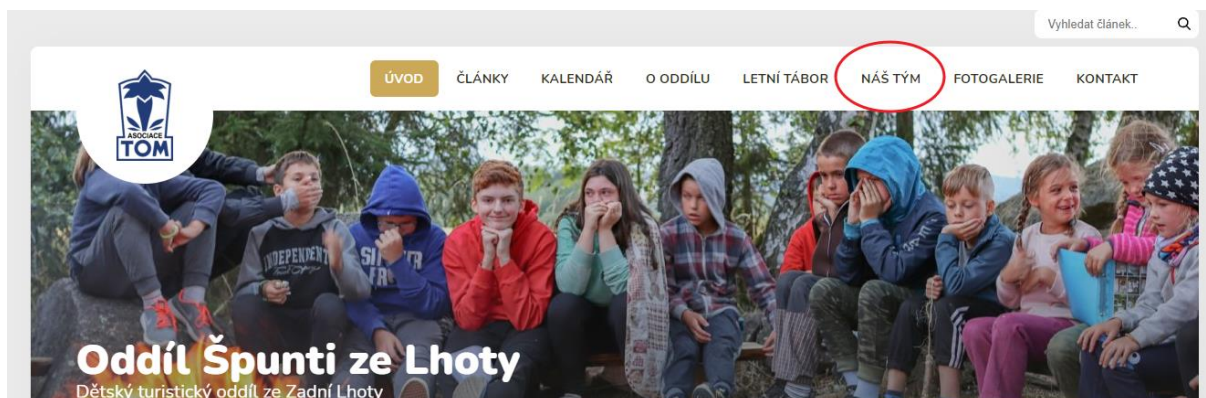 Vyhledat článek..
ÚVOD ČLÁNKY KALENDÁŘ O ODDÍLU LETNÍ TÁBOR NÁŠ TÝM FOTOGALERIE KONTAKT
ASOCIACE
TOM
INDEPENDENT
Oddíl Špunti ze Lhoty
Dětský turistický oddíl ze Zadní Lhoty